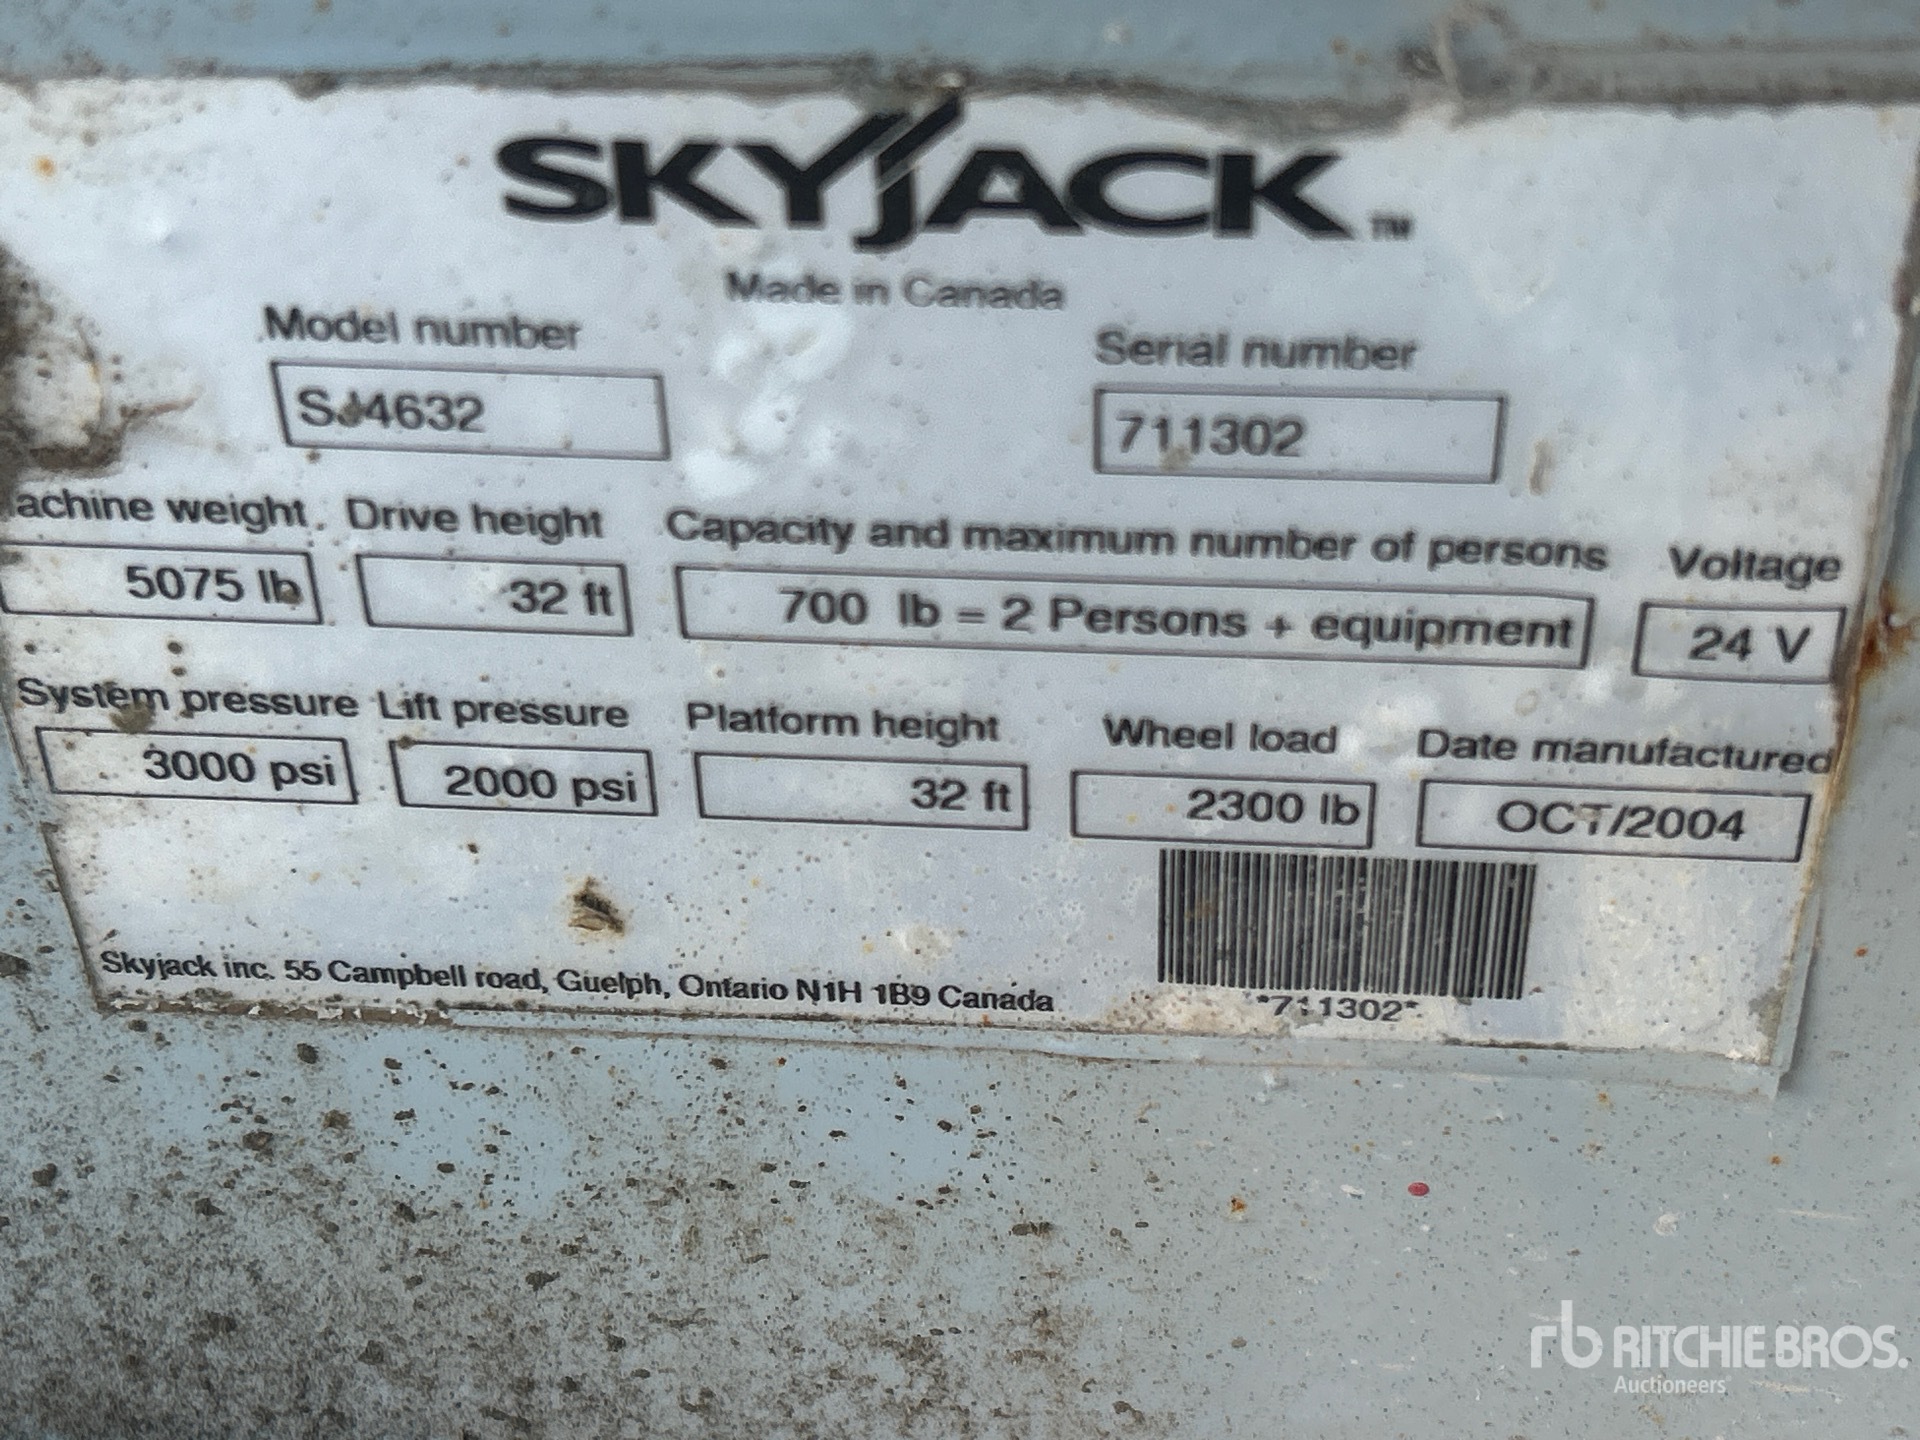 SKYJACK™
Made in Canada
Model number Serial number
SJ4632 711302
achine weight Drive height Capacity and maximum number of persons Voltage
5075 lb 32 ft 700 lb = 2 Persons + equipment 24 V
System pressure Lift pressure Platform height Wheel load Date manufactured
3000 psi 2000 psi 32 ft 2300 lb OCT/2004
Skyjack inc. 55 Campbell road, Guelph, Ontario N1H 1B9 Canada
*711302*
rb RITCHIE BROS.
Auctioneers